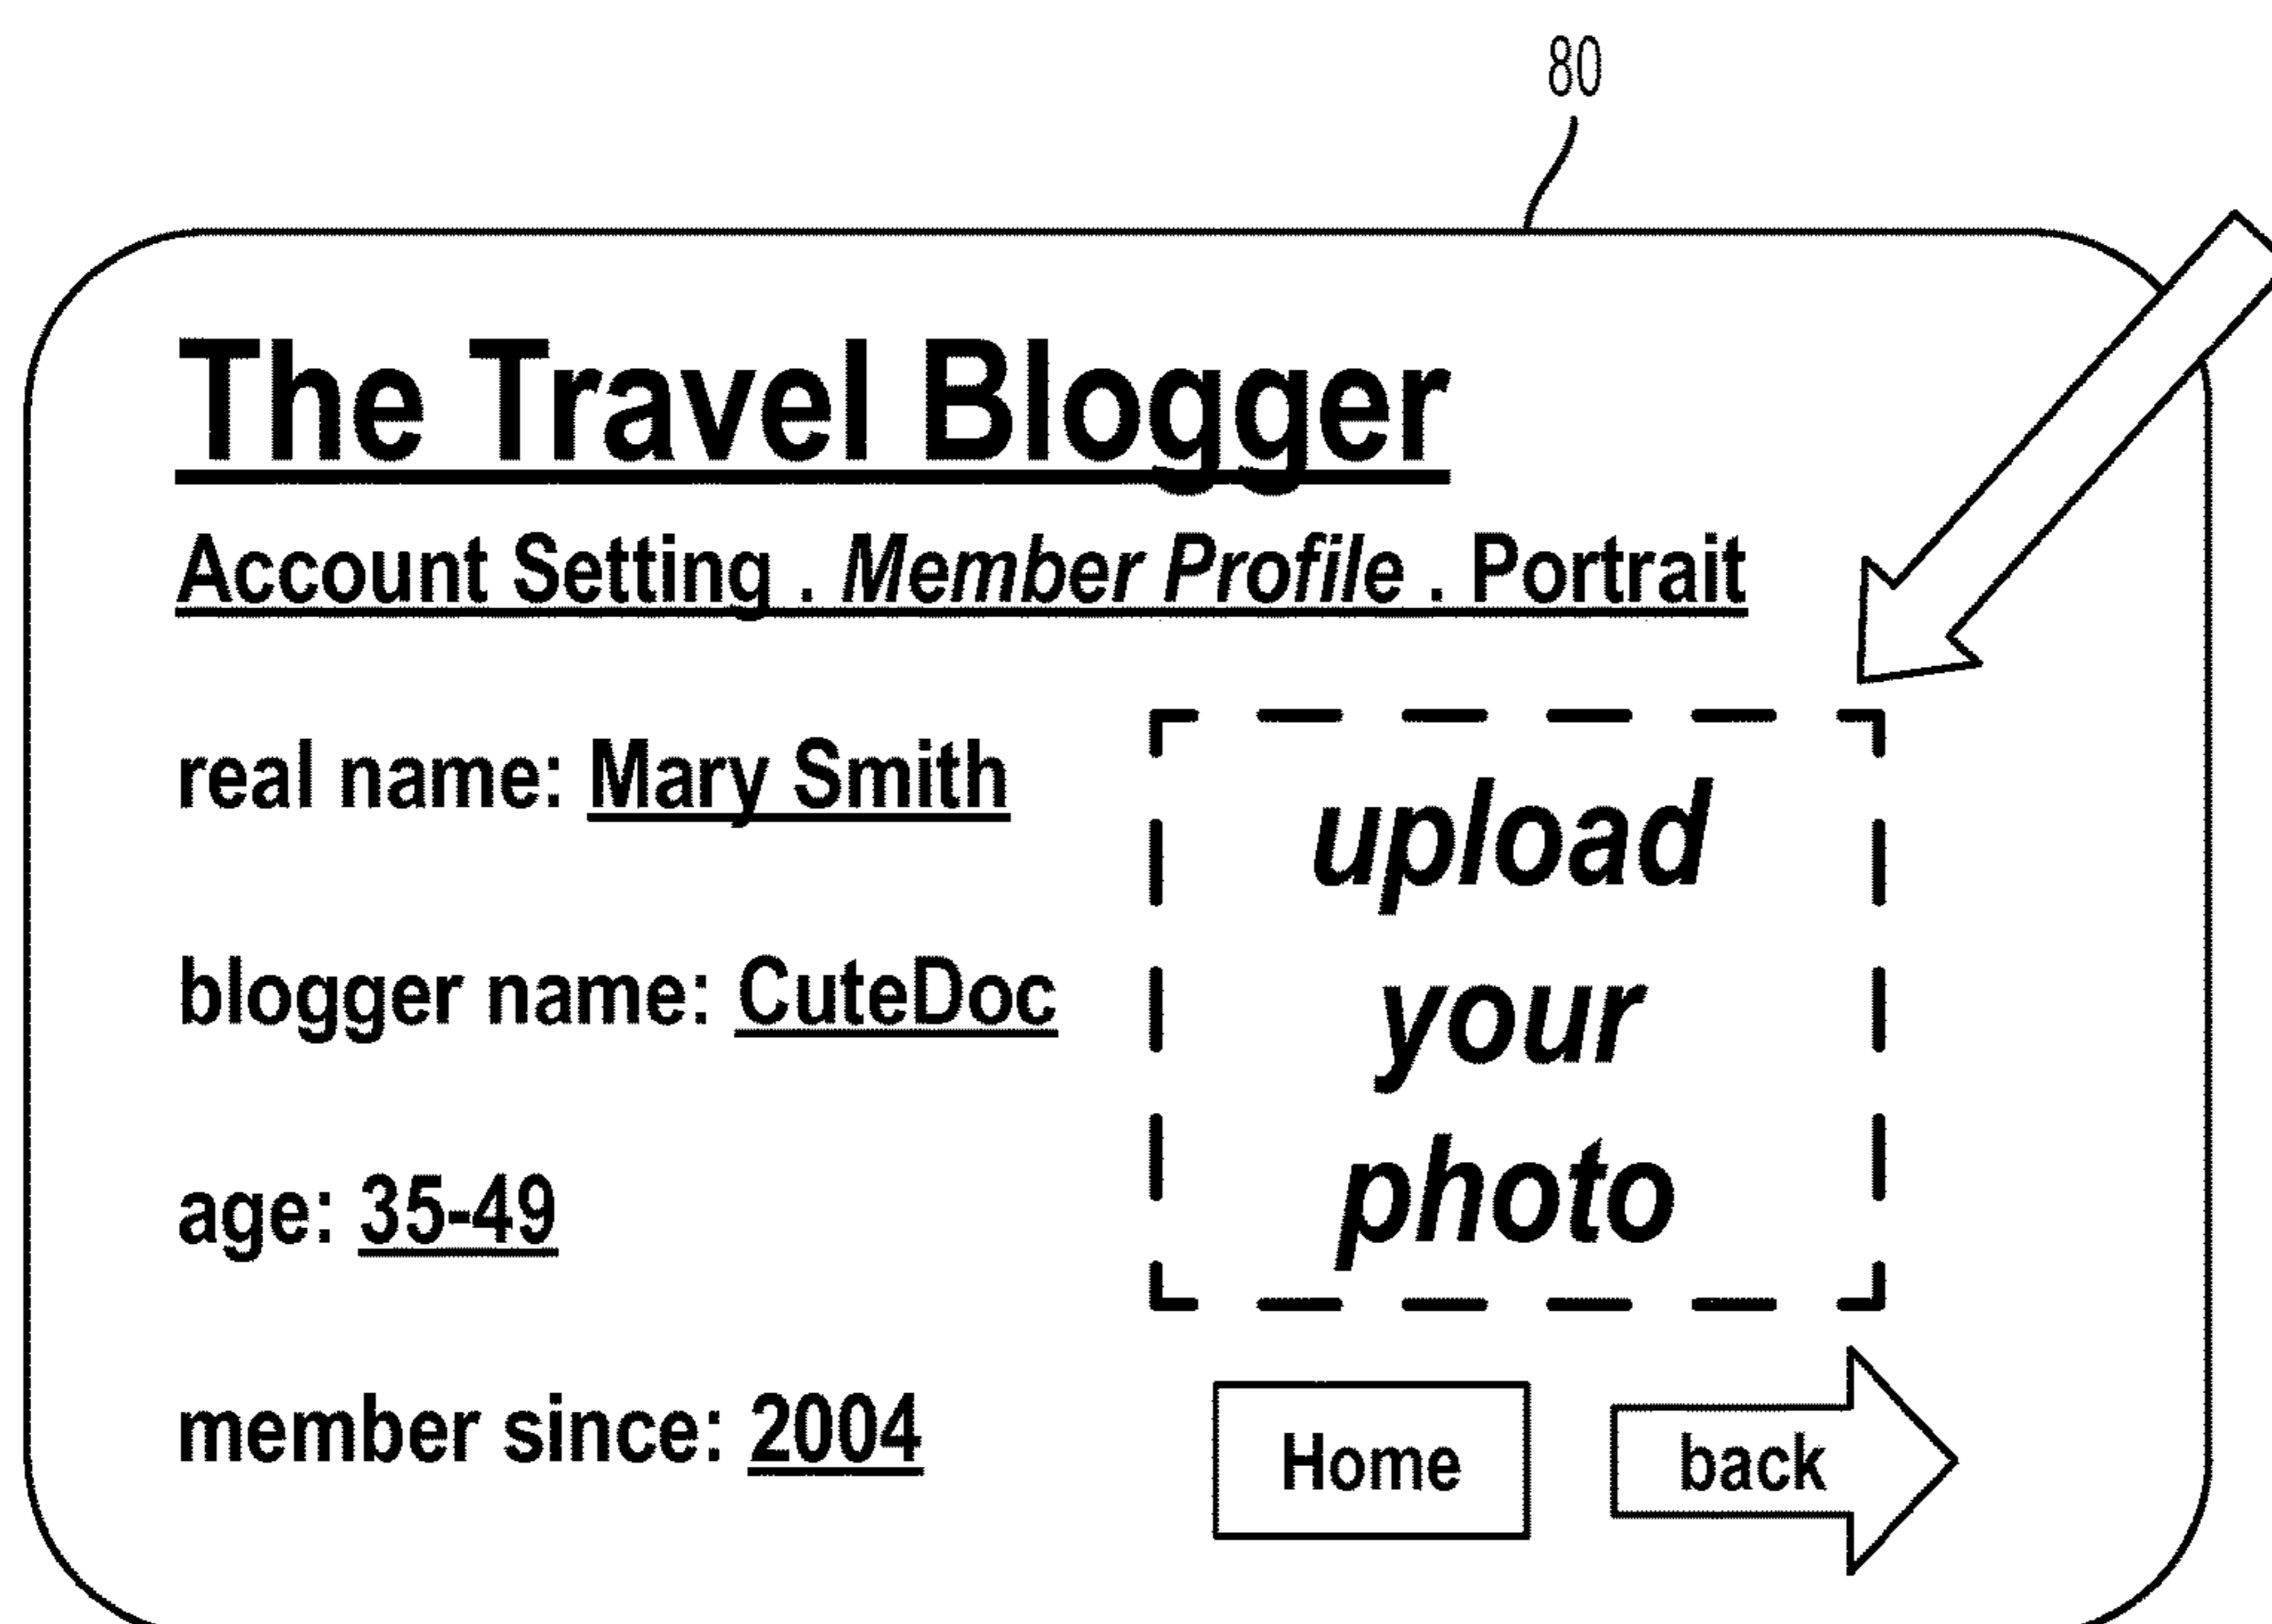 80
The Travel Blogger
Account Setting . Member Profile . Portrait
real name: Mary Smith
blogger name: CuteDoc
age: 35-49
member since: 2004
upload
your
photo
Home
back